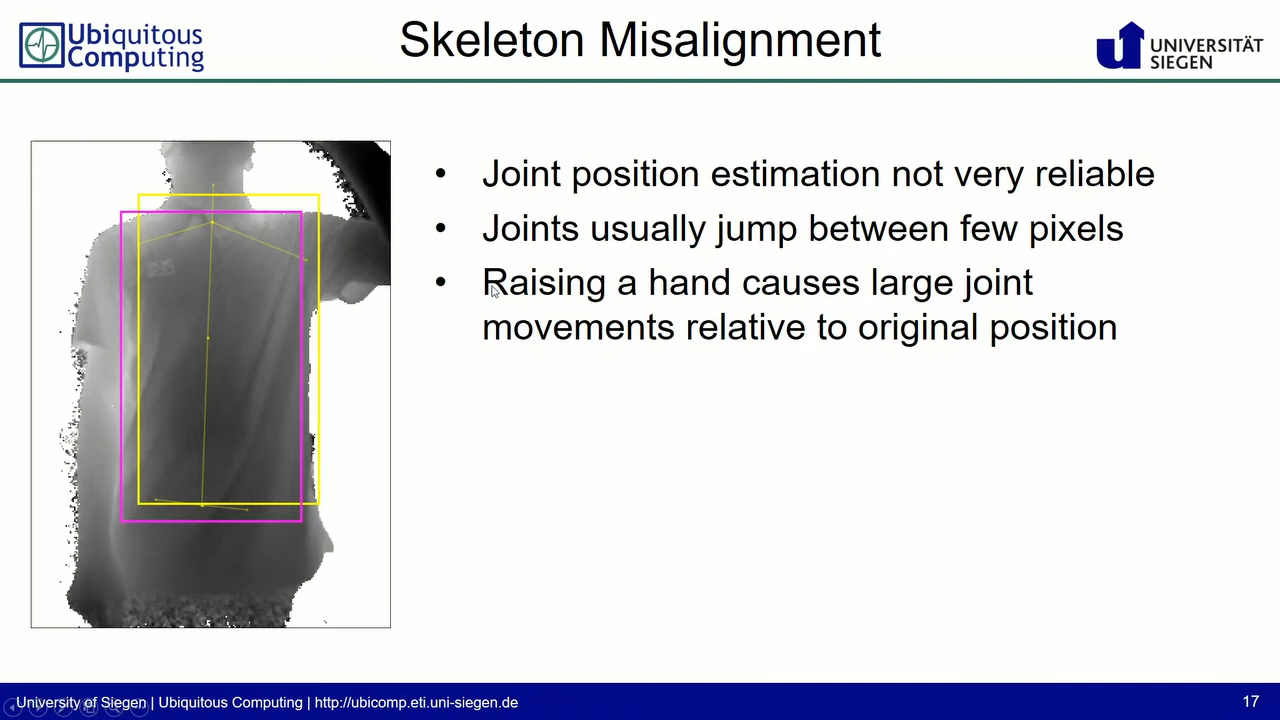 Ubiquitous
Computing
Skeleton Misalignment
UNIVERSITÄT
SIEGEN
• Joint position estimation not very reliable
• Joints usually jump between few pixels
• Raising a hand causes large joint
movements relative to original position
University of Siegen | Ubiquitous Computing | http://ubicomp.eti.uni-siegen.de
17